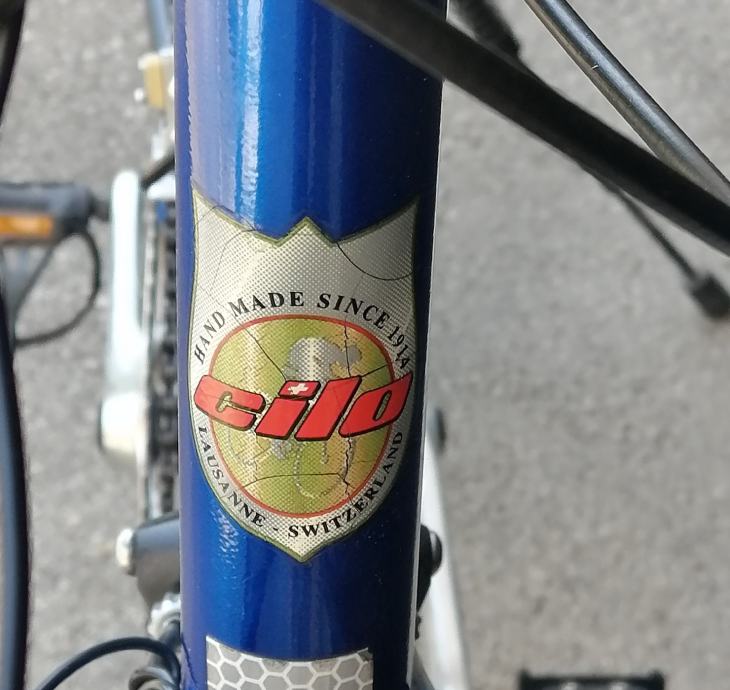 HAND MADE SINCE 1914
cilo
LAUSANNE - SWITZERLAND